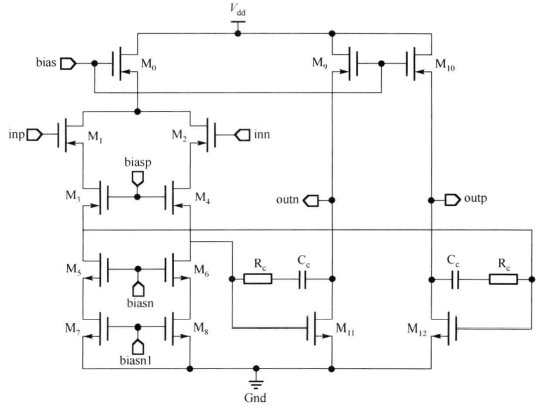 Vdd
bias
M0
M9
M10
inp
M1
M2
inn
biasp
M3
M4
outn
outp
Rc
Cc
Cc
Rc
M5
M6
biasn
M7
M8
M11
M12
biasn1
Gnd